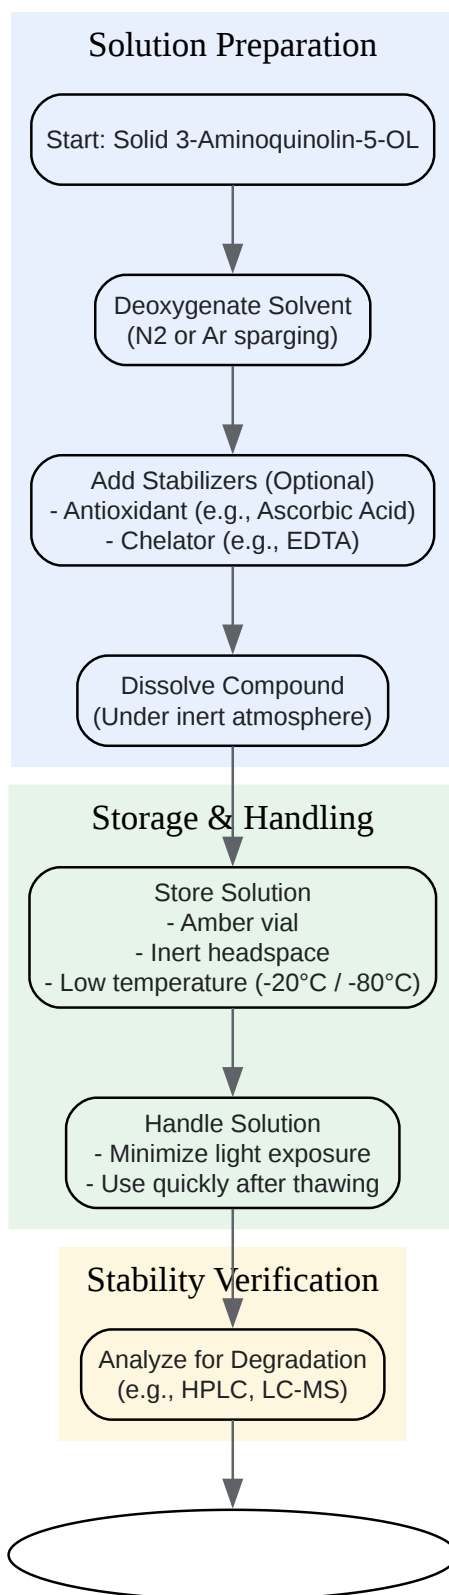 Solution Preparation
Start: Solid 3-Aminoquinolin-5-OL
Deoxygenate Solvent
(N2 or Ar sparging)
Add Stabilizers (Optional)
- Antioxidant (e.g., Ascorbic Acid)
- Chelator (e.g., EDTA)
Dissolve Compound
(Under inert atmosphere)
Storage & Handling
Store Solution
- Amber vial
- Inert headspace
- Low temperature (-20°C / -80°C)
Handle Solution
- Minimize light exposure
- Use quickly after thawing
Stability Verification
Analyze for Degradation
(e.g., HPLC, LC-MS)